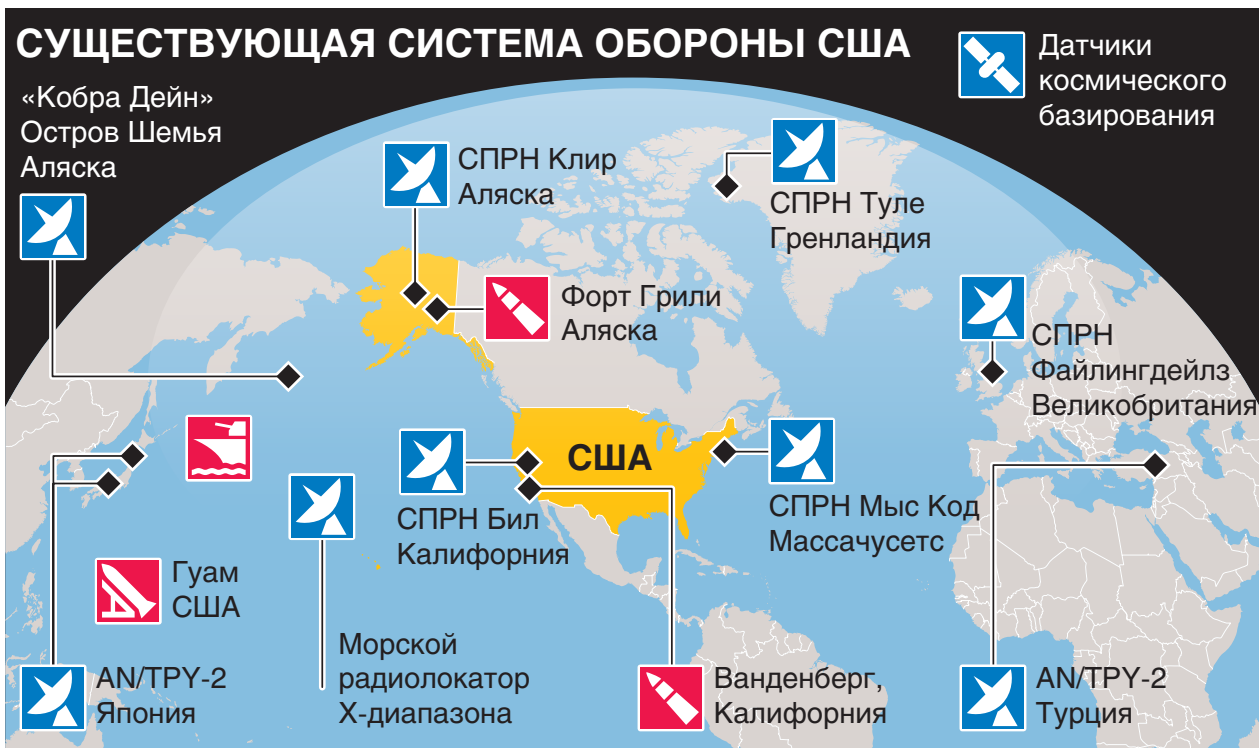 СУЩЕСТВУЮЩАЯ СИСТЕМА ОБОРОНЫ США
Датчики
космического
базирования
«Кобра Дейн»
Остров Шемья
Аляска
СПРН Клир
Аляска
СПРН Туле
Гренландия
Форт Грили
Аляска
СПРН
Файлингдейлз
Великобритания
США
СПРН Бил
Калифорния
СПРН Мыс Код
Массачусетс
Гуам
США
AN/TPY-2
Япония
Морской
радиолокатор
X-диапазона
Ванденберг,
Калифорния
AN/TPY-2
Турция